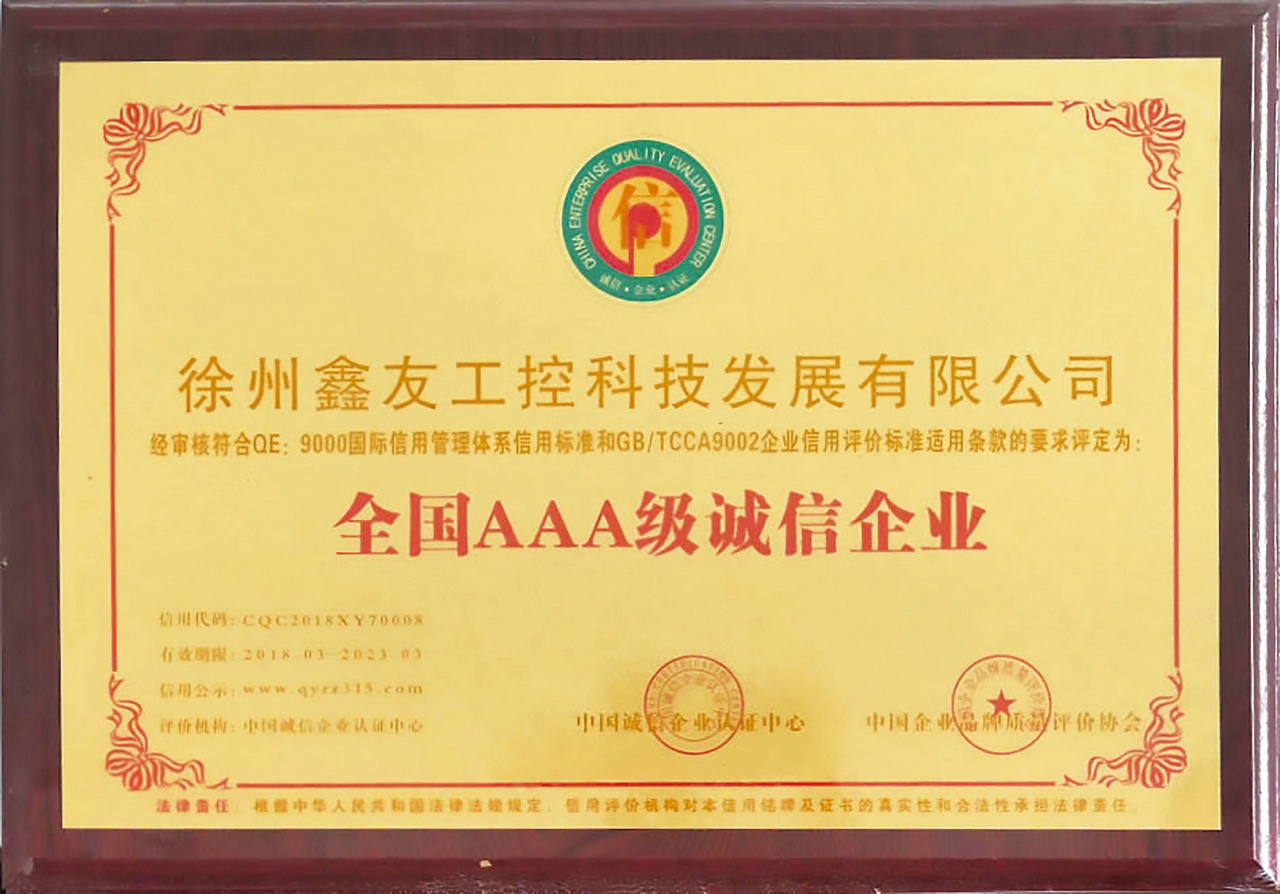 CHINA ENTERPRISE QUALITY EVALUATION CENTER
信
诚信·企业·认证
徐州鑫友工控科技发展有限公司
经审核符合QE：9000国际信用管理体系信用标准和GB/TCCA9002企业信用评价标准适用条款的要求评定为：
全国AAA级诚信企业
信用代码：CQC2018XY70008
有效期限：2018.03—2023.03
信用公示：www.qyrz315.com
评价机构：中国诚信企业认证中心
中国诚信企业认证中心
中国企业品牌质量评价协会
法律责任：根据中华人民共和国法律法规规定，信用评价机构对本信用铭牌及证书的真实性和合法性承担法律责任。